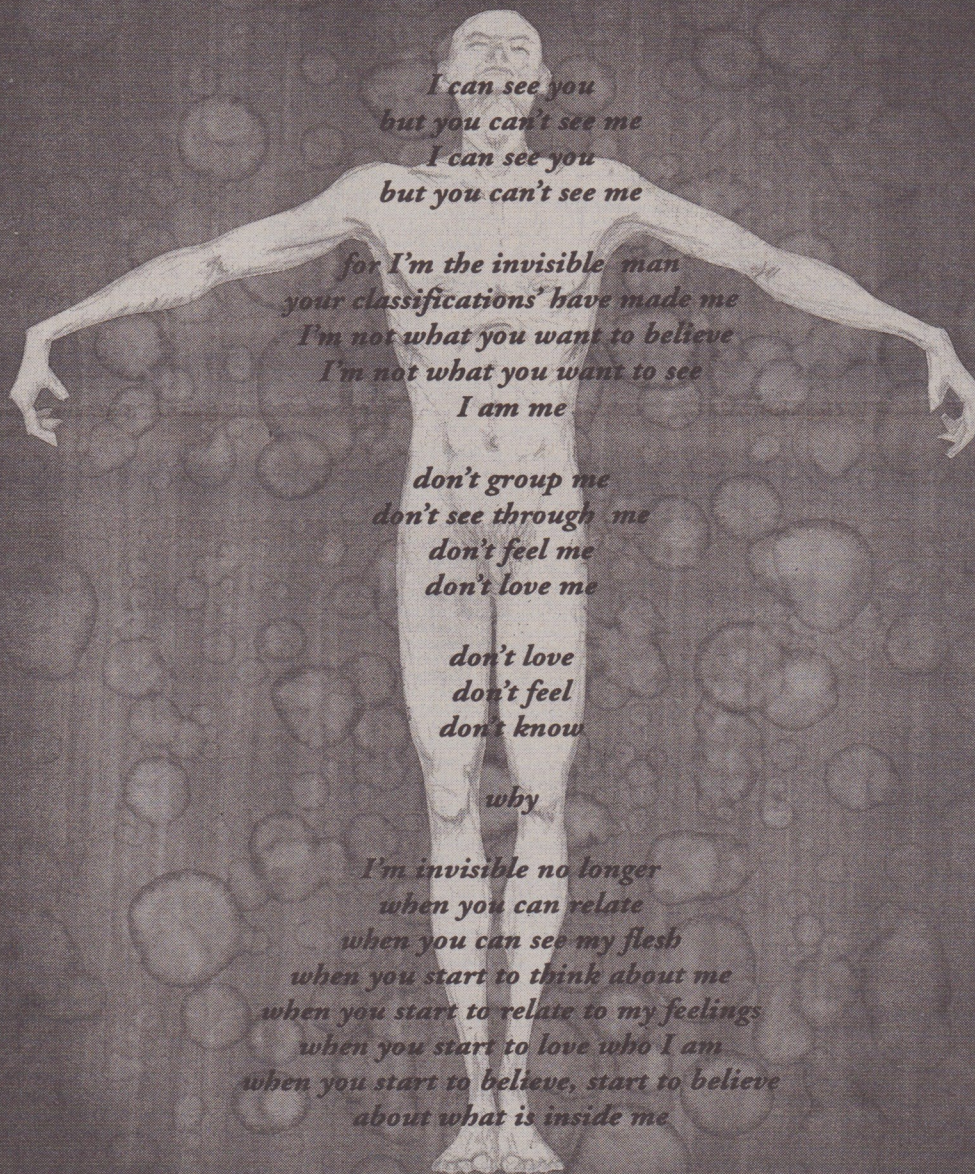 I can see you
but you can't see me
I can see you
but you can't see me
for I'm the invisible man
your classifications' have made me
I'm not what you want to believe
I'm not what you want to see
I am me
don't group me
don't see through me
don't feel me
don't love me
don't love
don't feel
don't know
why
I'm invisible no longer
when you can relate
when you can see my flesh
when you start to think about me
when you start to relate to my feelings
when you start to love who I am
when you start to believe, start to believe
about what is inside me